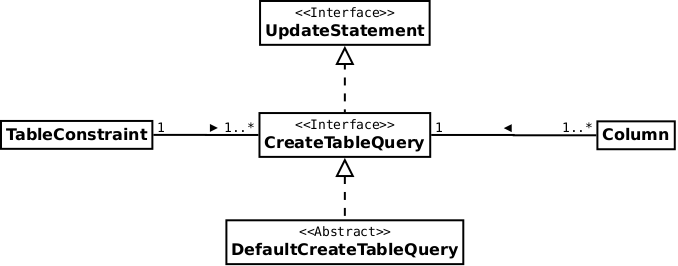 <<Interface>>
UpdateStatement
TableConstraint
1
1..*
<<Interface>>
CreateTableQuery
1
1..*
Column
<<Abstract>>
DefaultCreateTableQuery